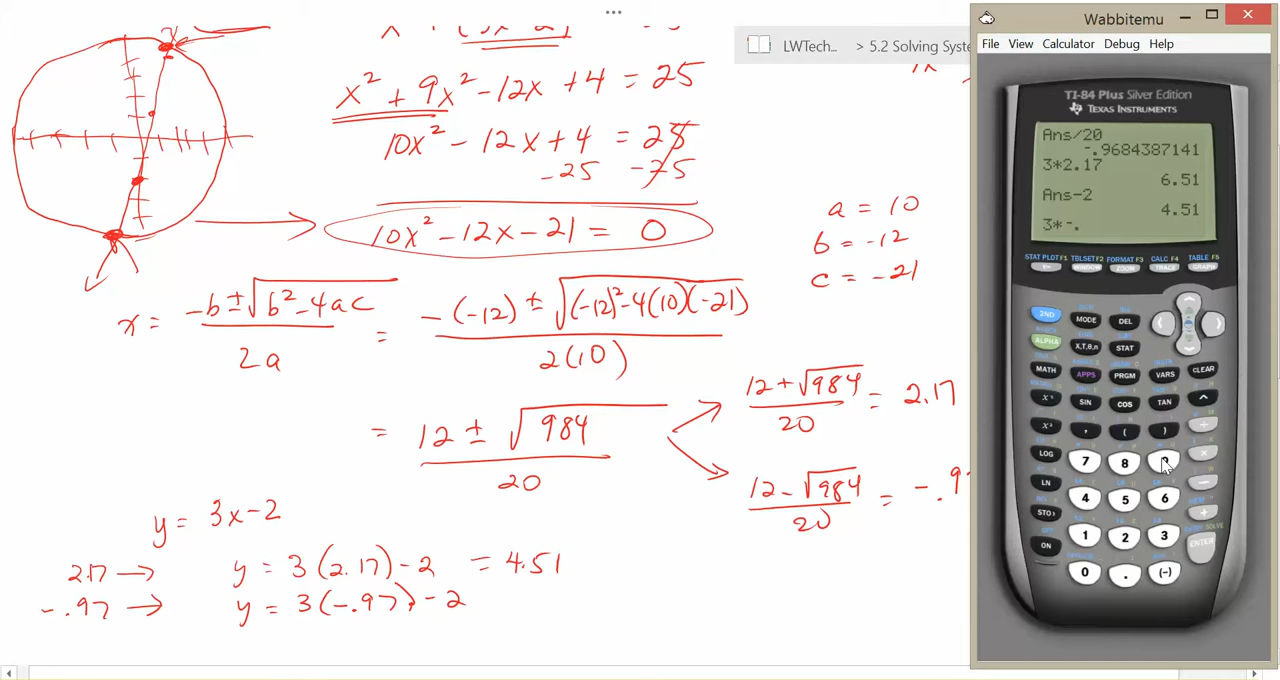 x² + 9x² - 12x + 4 = 25
10x² - 12x + 4 = 25
-25 -25
10x² - 12x - 21 = 0
a = 10
b = -12
c = -21
x = -b ± √b² - 4ac / 2a = -(-12) ± √(-12)² - 4(10)(-21) / 2(10)
= 12 ± √984 / 20
12 + √984 / 20 = 2.17
12 - √984 / 20 = -.9
y = 3x - 2
2.17 → y = 3(2.17) - 2 = 4.51
-.97 → y = 3(-.97) - 2
LWTech > 5.2 Solving Syste
Wabbitemu
File View Calculator Debug Help
TI-84 Plus Silver Edition
TEXAS INSTRUMENTS
Ans/20
-.9684387141
3*2.17
6.51
Ans-2
4.51
3*-.
STAT PLOT F1 TBLSET F2 FORMAT F3 CALC F4 TABLE F5
Y= WINDOW ZOOM TRACE GRAPH
2ND MODE DEL
ALPHA X,T,θ,n STAT
MATH APPS PRGM VARS CLEAR
SIN COS TAN ^
x² , ( ) ÷
LOG 7 8 9 ×
LN 4 5 6 −
STO› 1 2 3 +
ON 0 . (-) ENTER